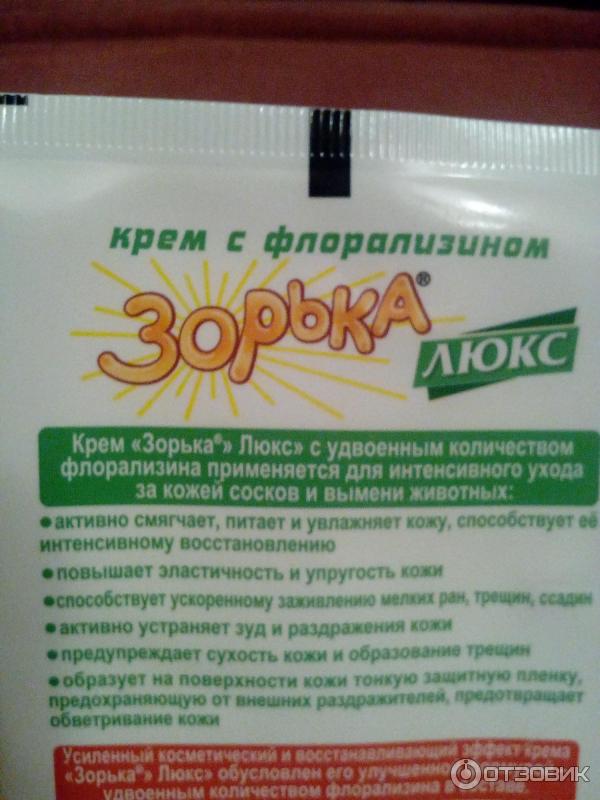 крем с флорализином
ЗОРЬКА®
ЛЮКС
Крем «Зорька®» Люкс» с удвоенным количеством
флорализина применяется для интенсивного ухода
за кожей сосков и вымени животных:
•активно смягчает, питает и увлажняет кожу, способствует её
интенсивному восстановлению
•повышает эластичность и упругость кожи
•способствует ускоренному заживлению мелких ран, трещин, ссадин
•активно устраняет зуд и раздражения кожи
•предупреждает сухость кожи и образование трещин
•образует на поверхности кожи тонкую защитную пленку,
предохраняющую от внешних раздражителей, предотвращает
обветривание кожи
Усиленный косметический и восстанавливающий эффект крема
«Зорька®» Люкс» обусловлен его улучшенной
удвоенным количеством флорализина в составе.
ОТЗОВИК